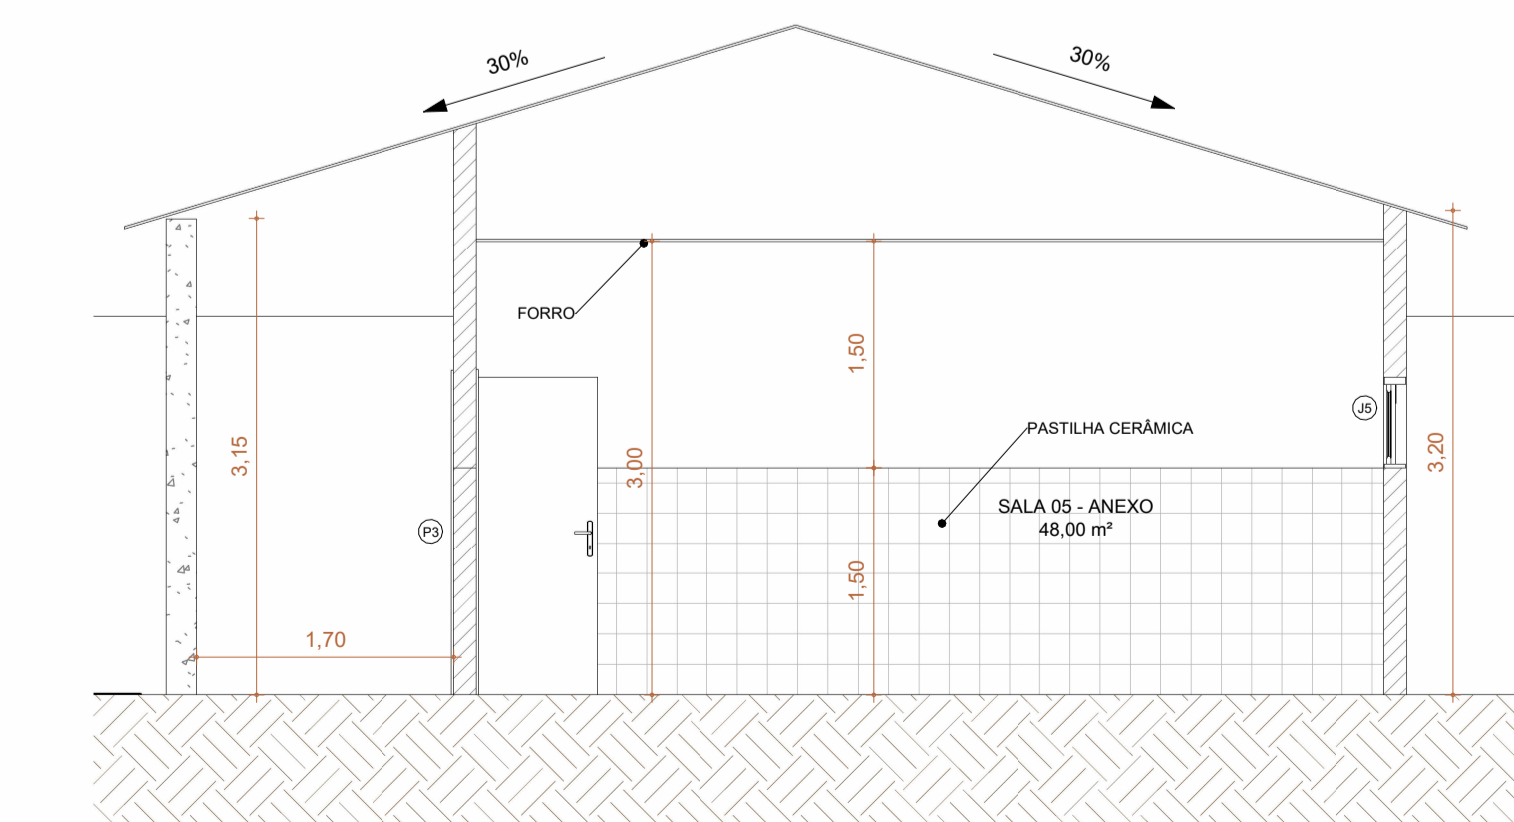 30%
30%
FORRO
1,50
J5
PASTILHA CERÂMICA
3,15
3,00
3,20
SALA 05 - ANEXO
48,00 m²
P3
1,50
1,70